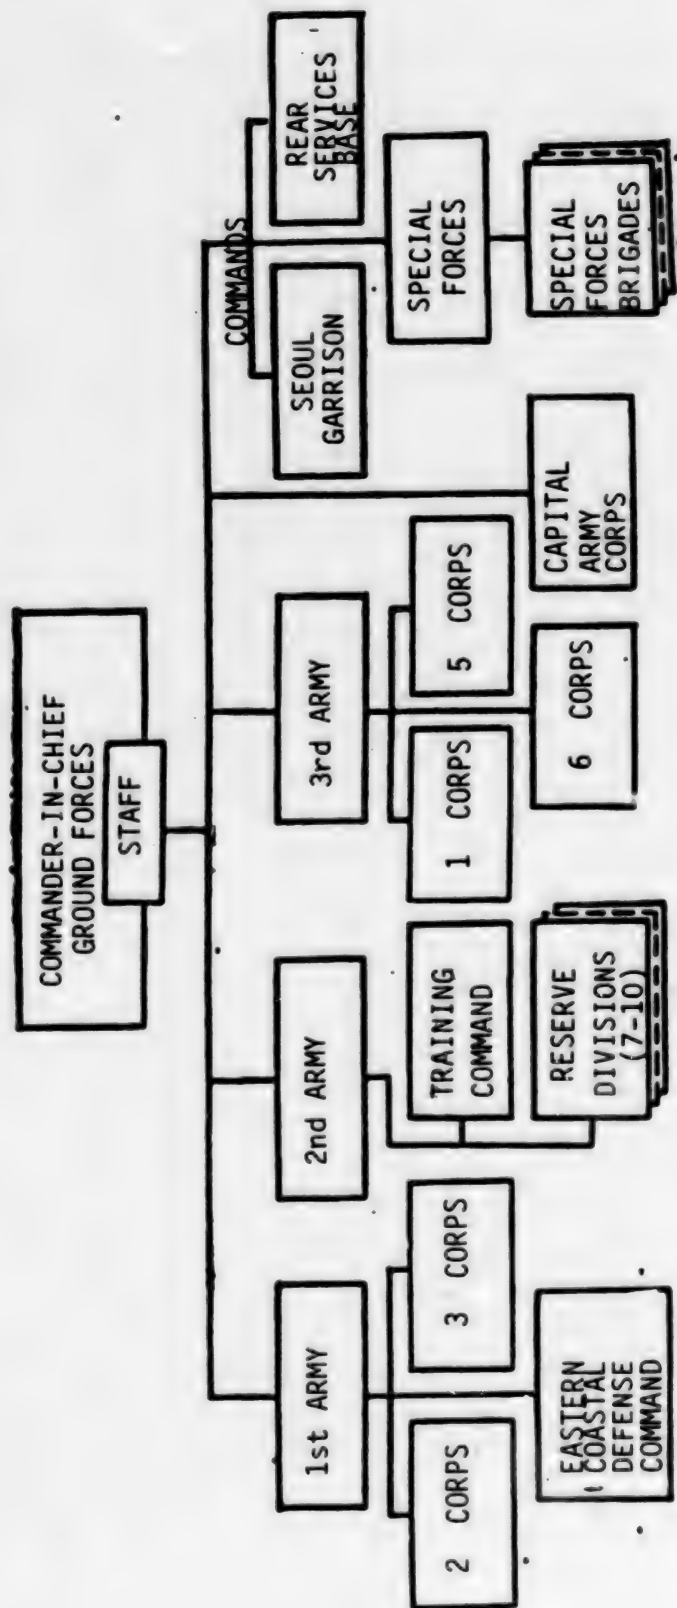 COMMANDER-IN-CHIEF
GROUND FORCES
STAFF
1st ARMY
2nd ARMY
3rd ARMY
COMMANDS
SEOUL
GARRISON
REAR
SERVICES
BASE
2 CORPS
3 CORPS
TRAINING
COMMAND
1 CORPS
5 CORPS
SPECIAL
FORCES
EASTERN
COASTAL
DEFENSE
COMMAND
RESERVE
DIVISIONS
(7-10)
6 CORPS
CAPITAL
ARMY
CORPS
SPECIAL
FORCES
BRIGADES